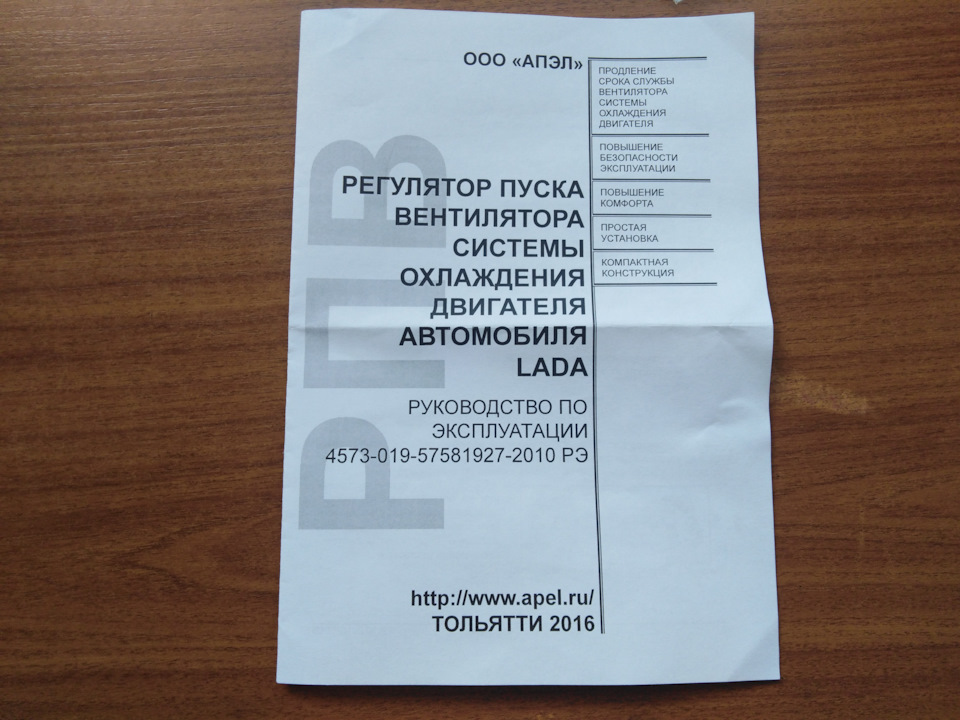 ООО «АПЭЛ»
РПВ
РЕГУЛЯТОР ПУСКА
ВЕНТИЛЯТОРА
СИСТЕМЫ
ОХЛАЖДЕНИЯ
ДВИГАТЕЛЯ
АВТОМОБИЛЯ
LADA
РУКОВОДСТВО ПО
ЭКСПЛУАТАЦИИ
4573-019-57581927-2010 РЭ
http://www.apel.ru/
ТОЛЬЯТТИ 2016
ПРОДЛЕНИЕ
СРОКА СЛУЖБЫ
ВЕНТИЛЯТОРА
СИСТЕМЫ
ОХЛАЖДЕНИЯ
ДВИГАТЕЛЯ
ПОВЫШЕНИЕ
БЕЗОПАСНОСТИ
ЭКСПЛУАТАЦИИ
ПОВЫШЕНИЕ
КОМФОРТА
ПРОСТАЯ
УСТАНОВКА
КОМПАКТНАЯ
КОНСТРУКЦИЯ